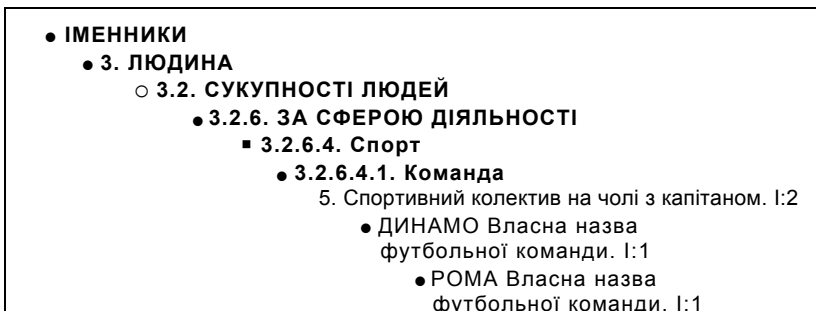 ● ІМЕННИКИ
● 3. ЛЮДИНА
○ 3.2. СУКУПНОСТІ ЛЮДЕЙ
● 3.2.6. ЗА СФЕРОЮ ДІЯЛЬНОСТІ
■ 3.2.6.4. Спорт
● 3.2.6.4.1. Команда
5. Спортивний колектив на чолі з капітаном. І:2
● ДИНАМО Власна назва
футбольної команди. І:1
● РОМА Власна назва
футбольної команди. І:1